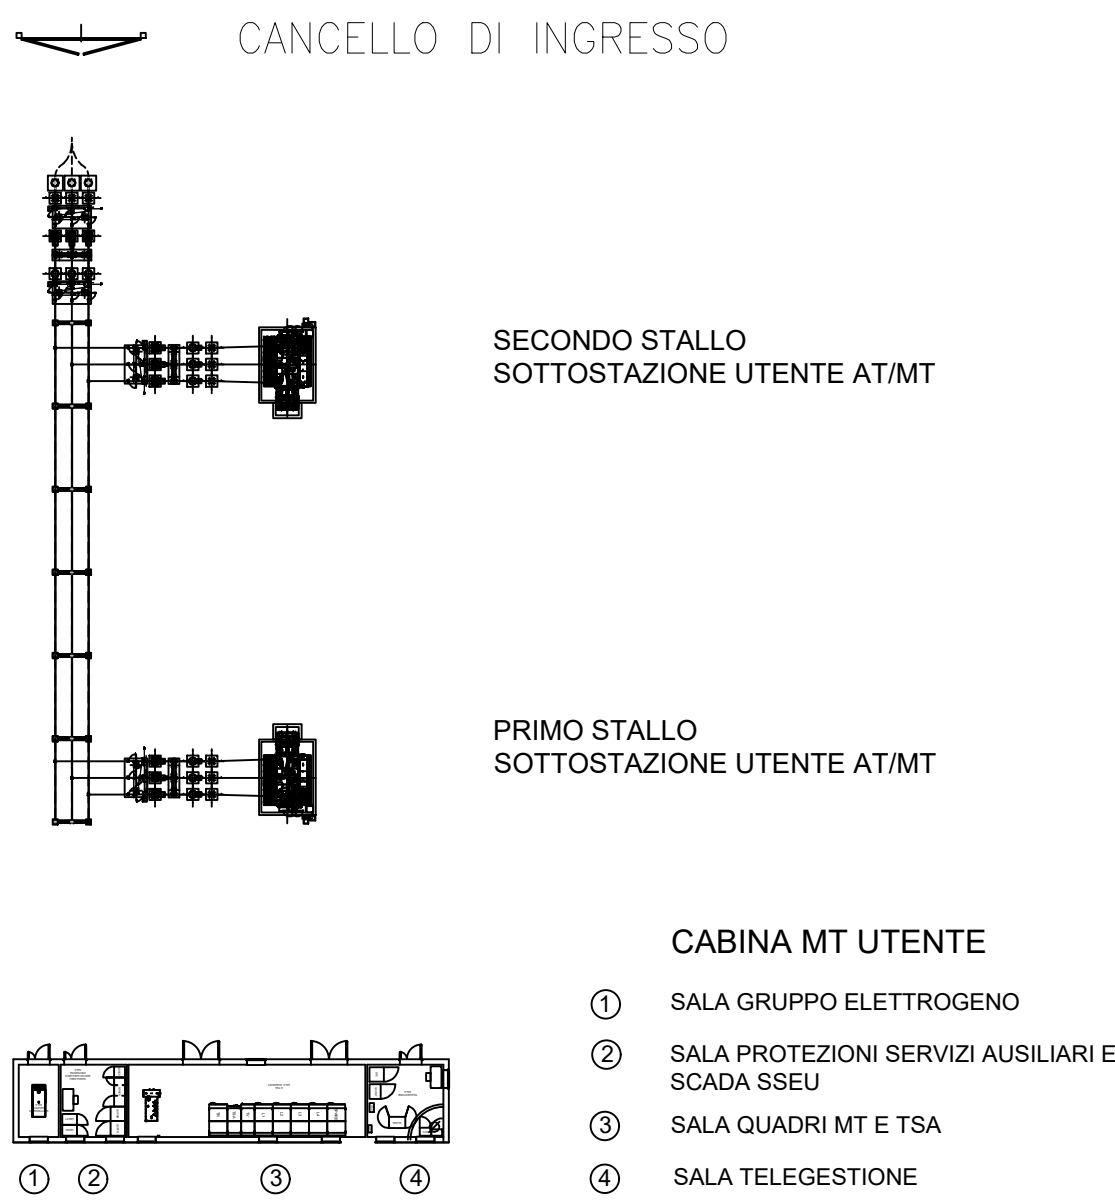 CANCELLO DI INGRESSO
SECONDO STALLO
SOTTOSTAZIONE UTENTE AT/MT
PRIMO STALLO
SOTTOSTAZIONE UTENTE AT/MT
CABINA MT UTENTE
1 SALA GRUPPO ELETTROGENO
2 SALA PROTEZIONI SERVIZI AUSILIARI E
SCADA SSEU
3 SALA QUADRI MT E TSA
4 SALA TELEGESTIONE
1 2 3 4